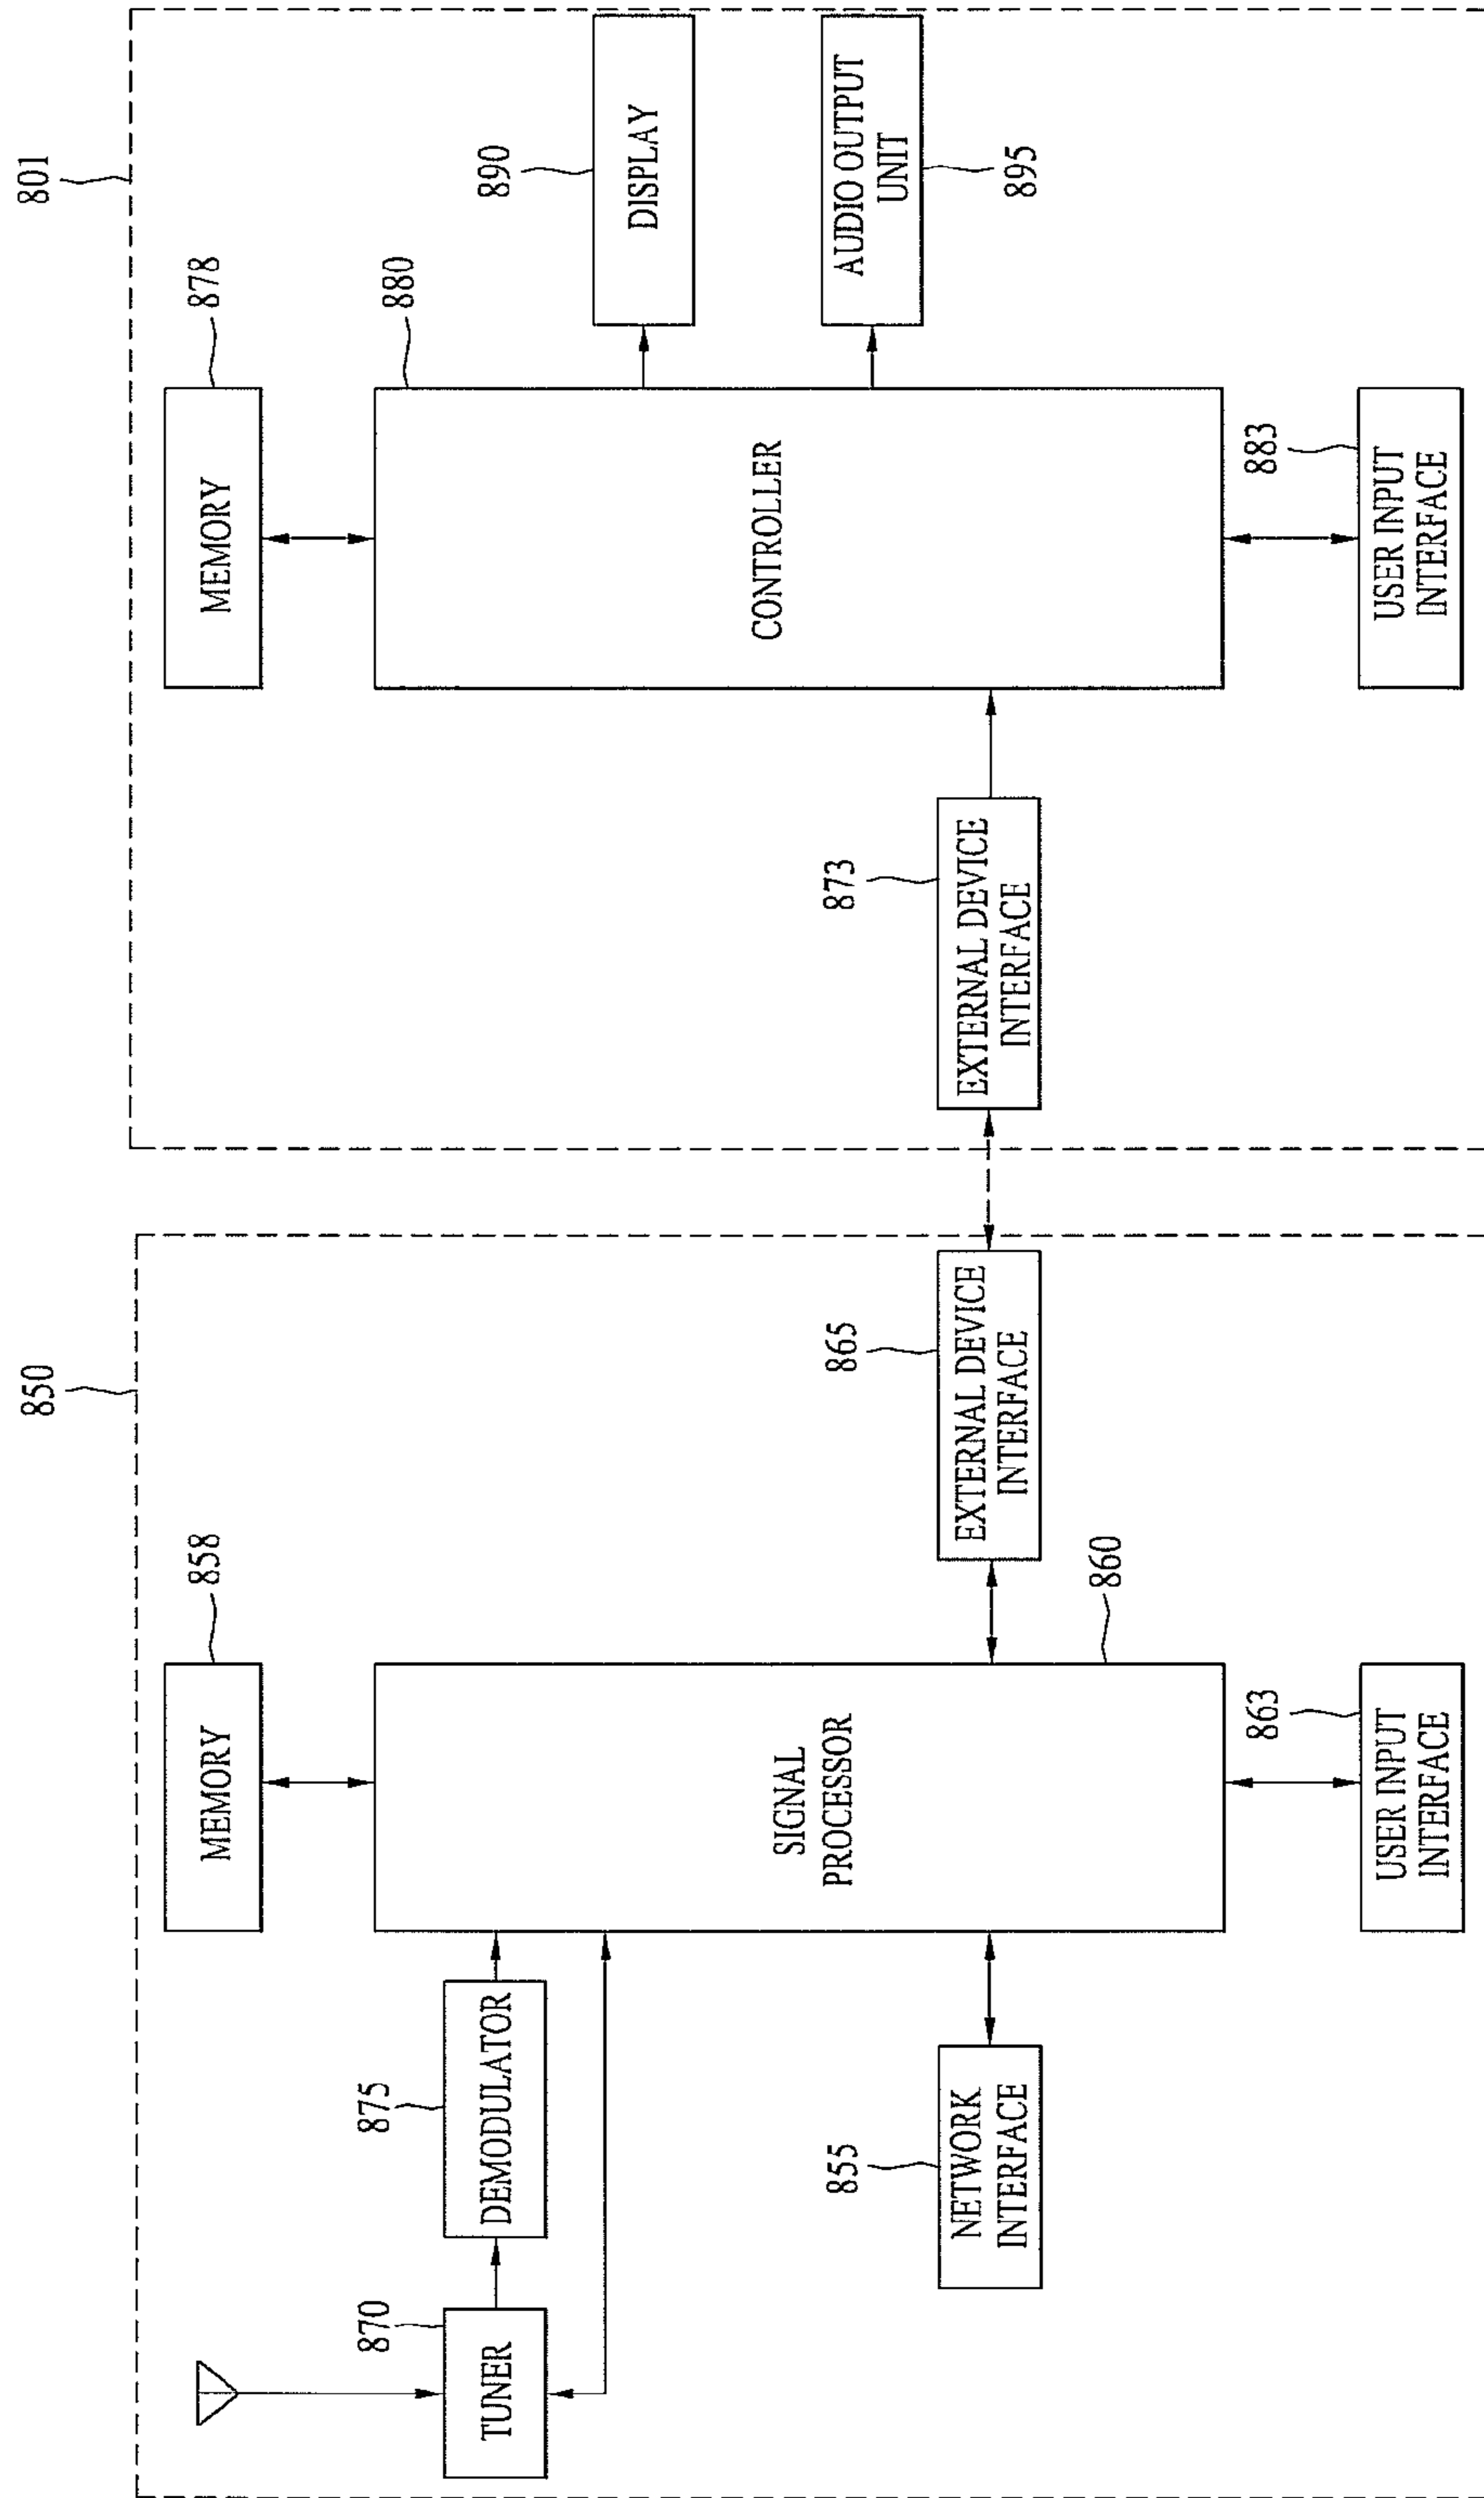 850
801
858
MEMORY
878
MEMORY
870
TUNER
875
DEMODULATOR
SIGNAL
PROCESSOR
860
865
EXTERNAL DEVICE
INTERFACE
855
NETWORK
INTERFACE
863
USER INPUT
INTERFACE
873
EXTERNAL DEVICE
INTERFACE
880
CONTROLLER
890
DISPLAY
AUDIO OUTPUT
UNIT
895
883
USER INPUT
INTERFACE